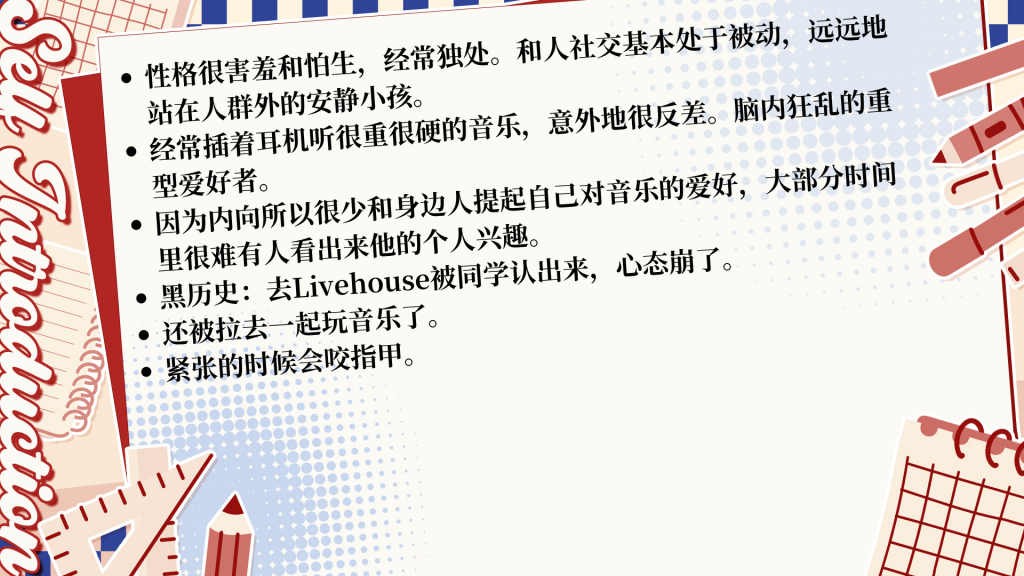 Self Introduction
• 性格很害羞和怕生，经常独处。和人社交基本处于被动，远远地
站在人群外的安静小孩。
• 经常插着耳机听很重很硬的音乐，意外地很反差。脑内狂乱的重
型爱好者。
• 因为内向所以很少和身边人提起自己对音乐的爱好，大部分时间
里很难有人看出来他的个人兴趣。
• 黑历史：去Livehouse被同学认出来，心态崩了。
• 还被拉去一起玩音乐了。
• 紧张的时候会咬指甲。